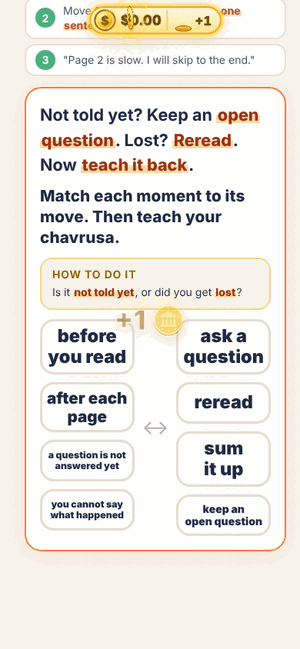 $0.00 +1
2 Move one
sente
3 "Page 2 is slow. I will skip to the end."
Not told yet? Keep an open
question. Lost? Reread.
Now teach it back.
Match each moment to its
move. Then teach your
chavrusa.
HOW TO DO IT
Is it not told yet, or did you get lost?
+1
before
you read
ask a
question
after each
page
reread
a question is not
answered yet
sum
it up
you cannot say
what happened
keep an
open question